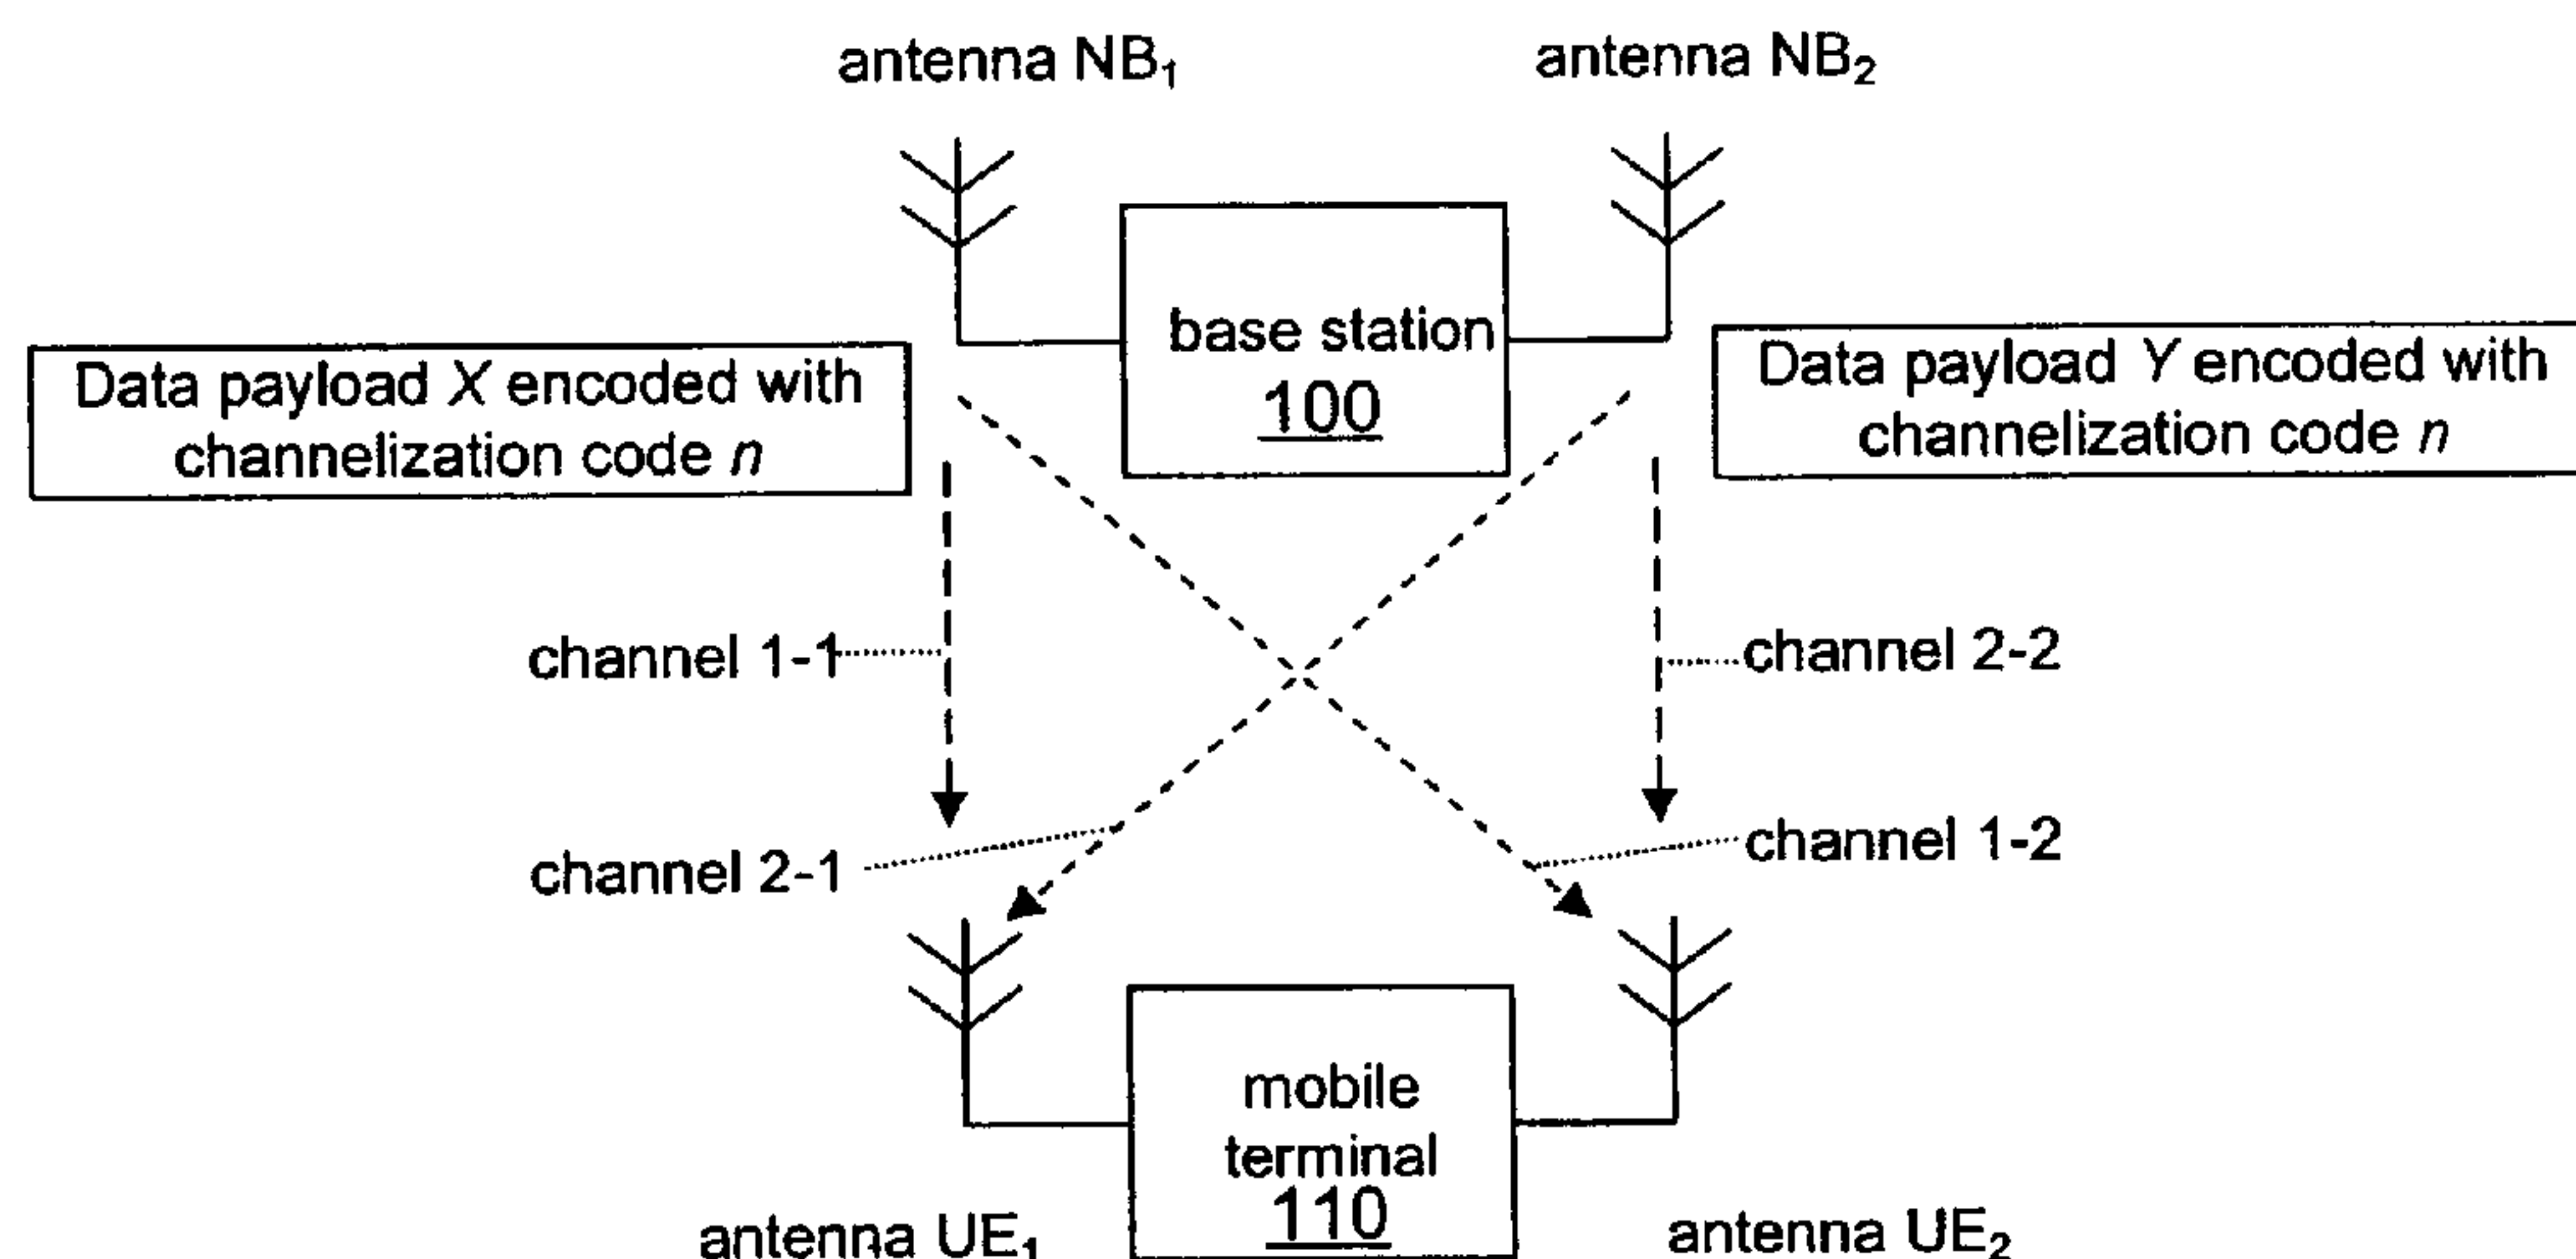 antenna NB₁
antenna NB₂
base station
100
Data payload X encoded with
channelization code n
Data payload Y encoded with
channelization code n
channel 1-1
channel 2-2
channel 2-1
channel 1-2
mobile
terminal
110
antenna UE₁
antenna UE₂